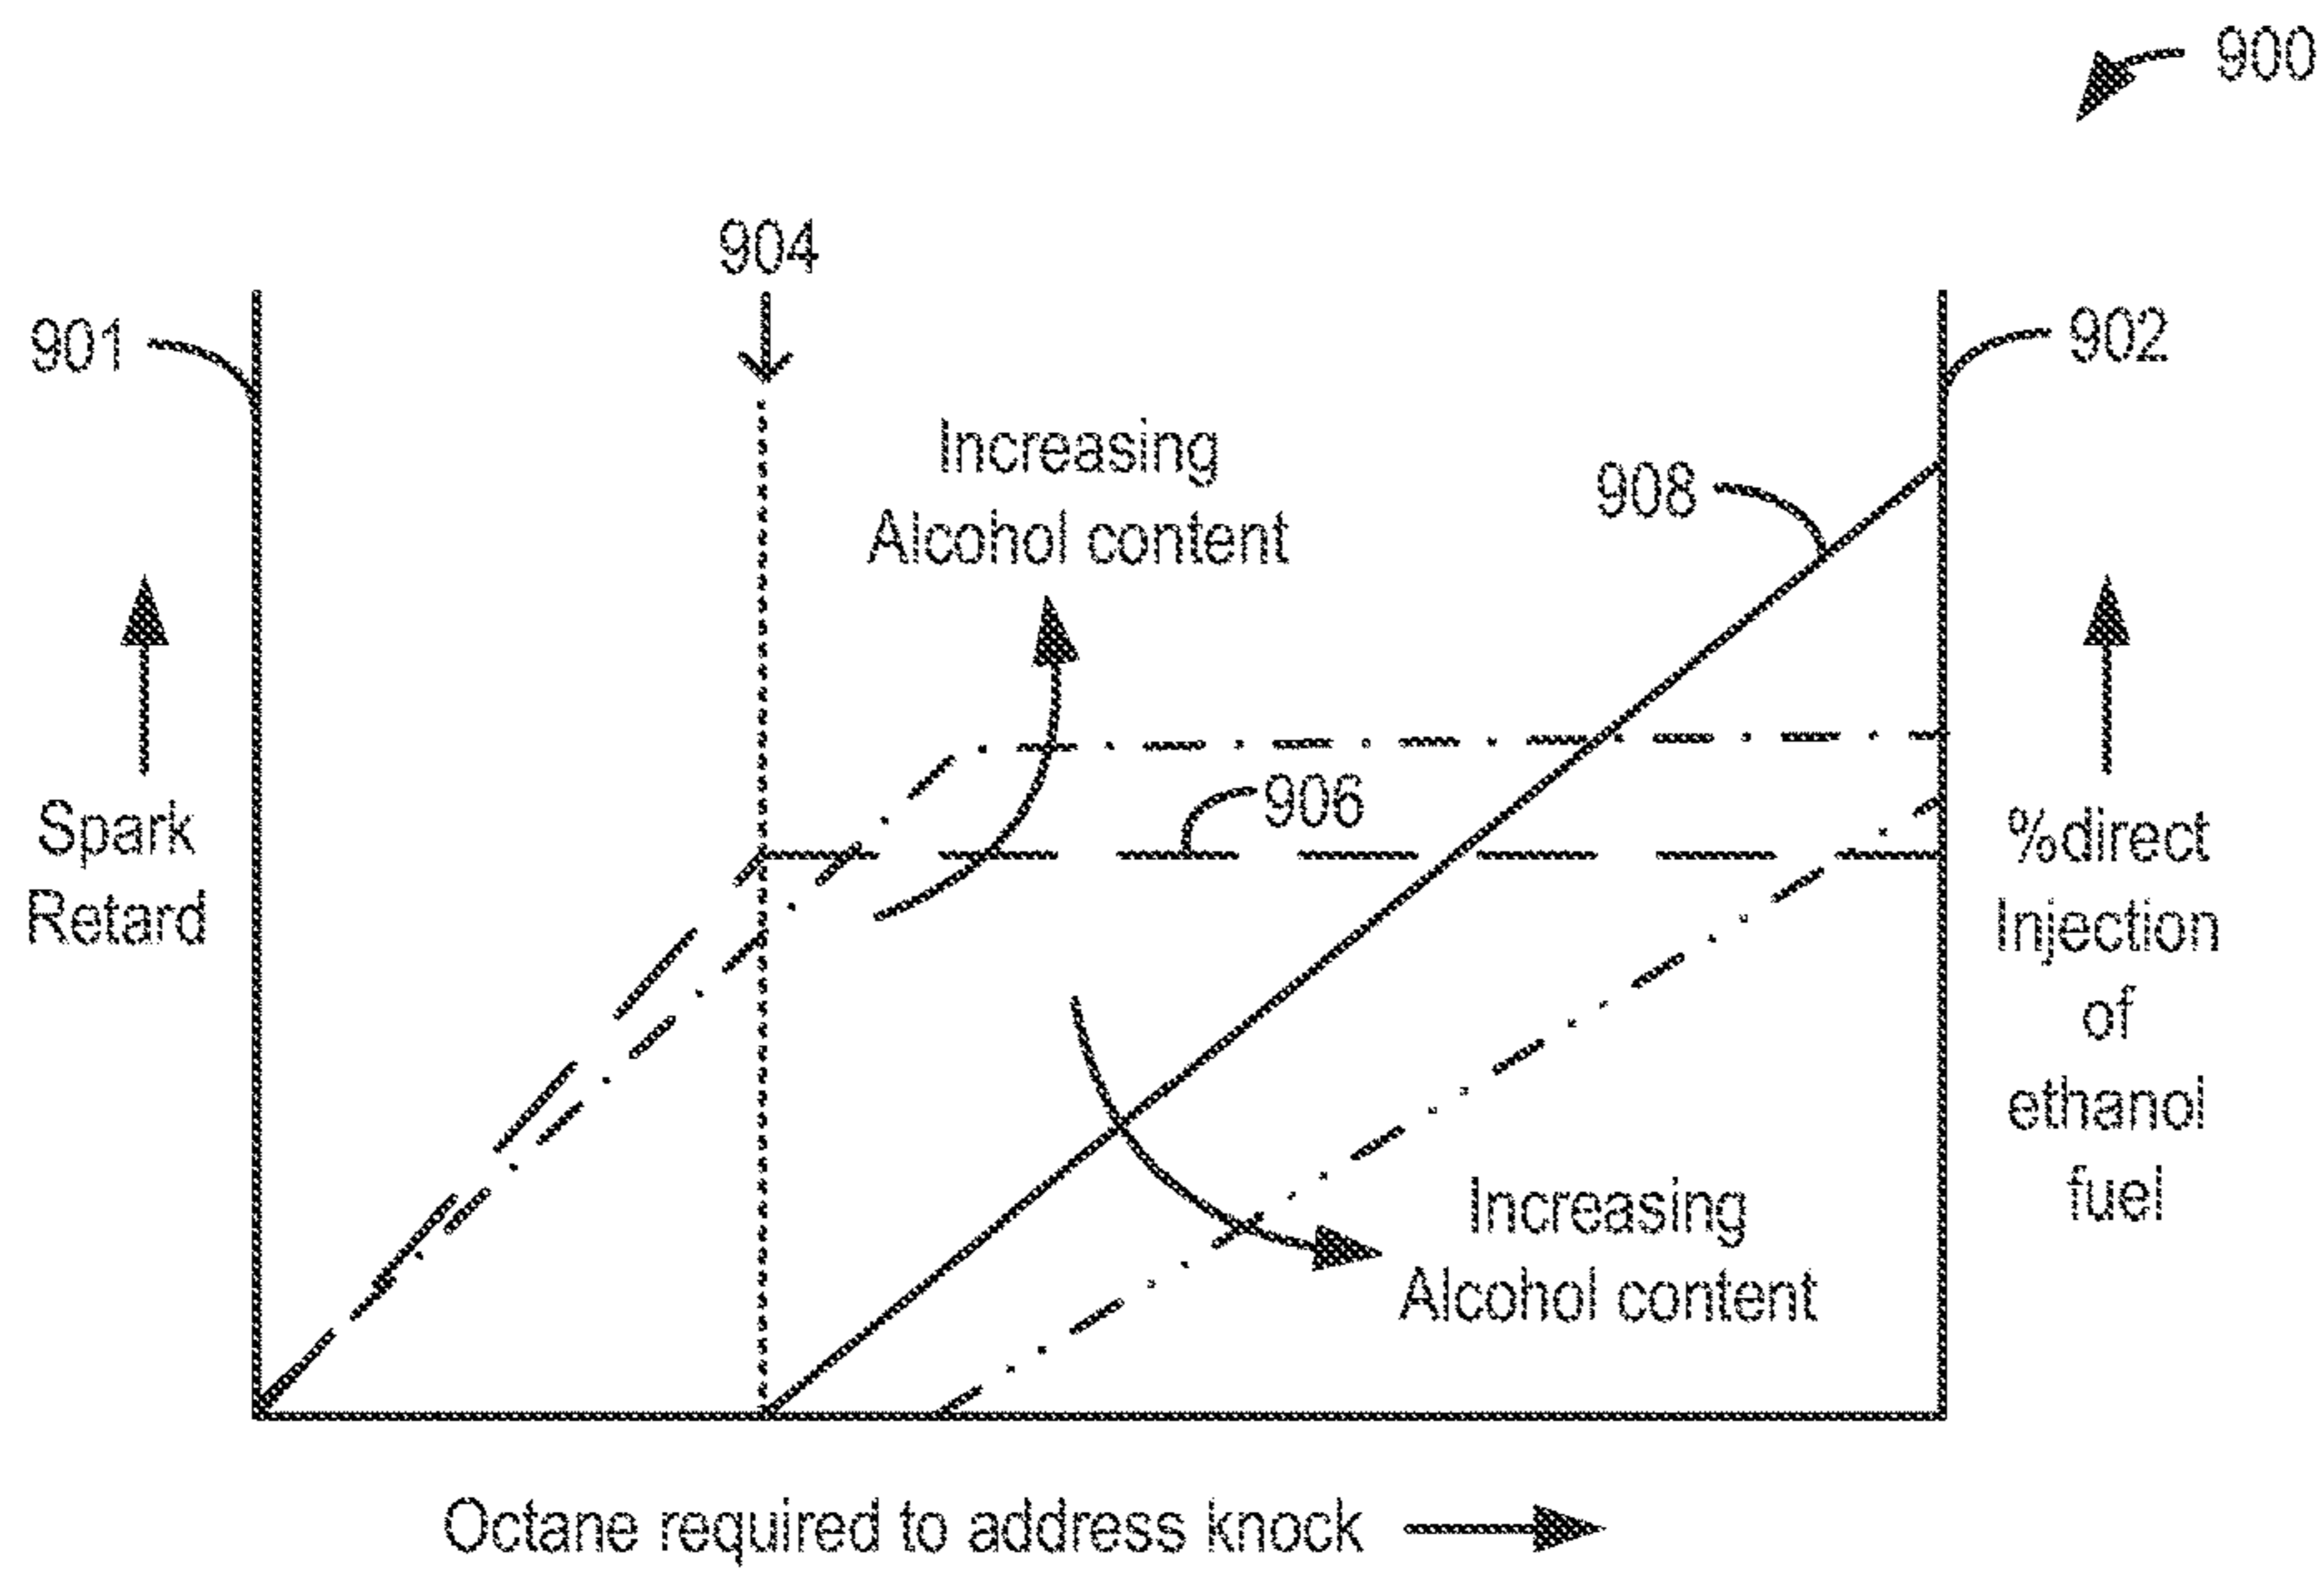 900
904
901
902
Increasing
Alcohol content
908
906
Spark
Retard
%direct
Injection
of
ethanol
fuel
Increasing
Alcohol content
Octane required to address knock